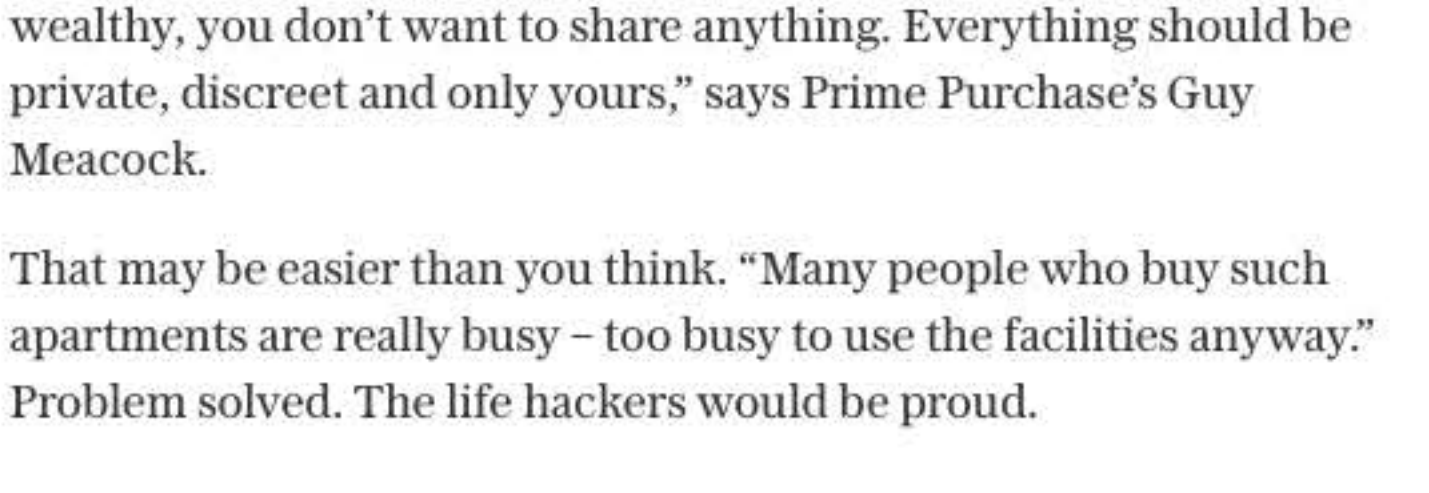 wealthy, you don’t want to share anything. Everything should be
private, discreet and only yours,” says Prime Purchase’s Guy
Meacock.
That may be easier than you think. “Many people who buy such
apartments are really busy – too busy to use the facilities anyway.”
Problem solved. The life hackers would be proud.